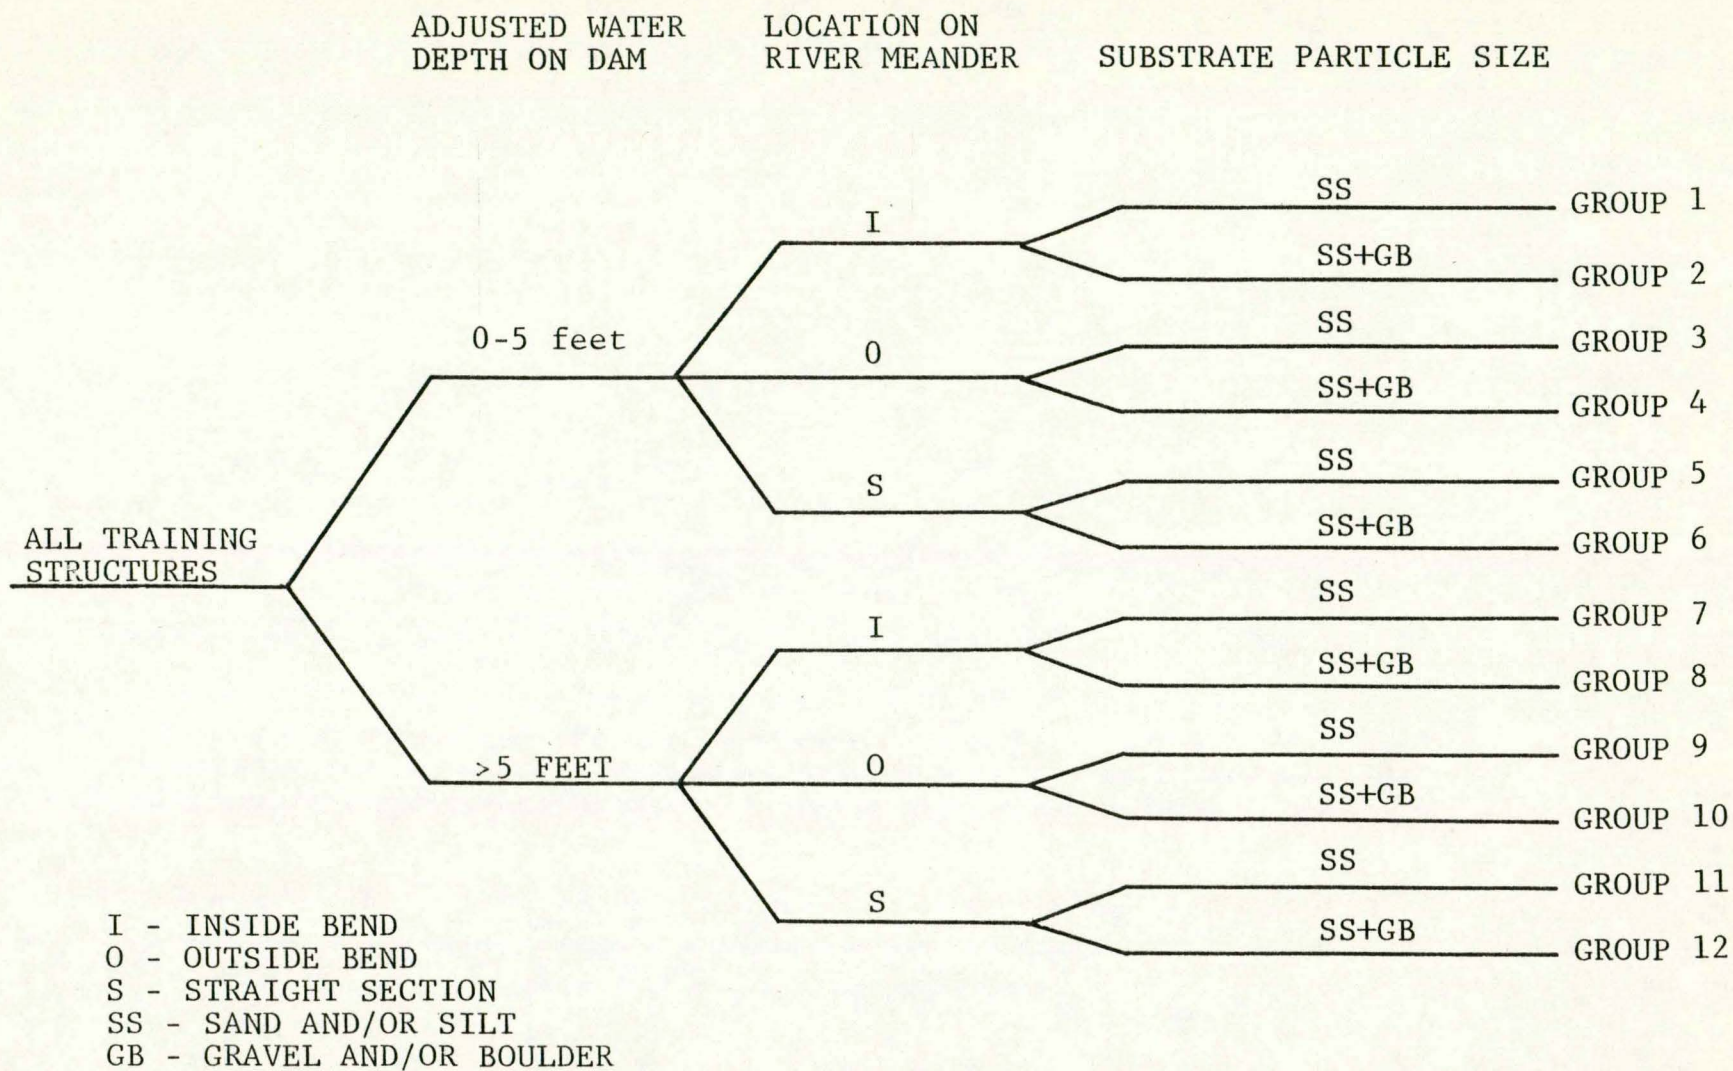 ADJUSTED WATER
DEPTH ON DAM
LOCATION ON
RIVER MEANDER
SUBSTRATE PARTICLE SIZE
ALL TRAINING
STRUCTURES
0-5 feet
>5 FEET
I
O
S
I
O
S
SS
GROUP 1
SS+GB
GROUP 2
SS
GROUP 3
SS+GB
GROUP 4
SS
GROUP 5
SS+GB
GROUP 6
SS
GROUP 7
SS+GB
GROUP 8
SS
GROUP 9
SS+GB
GROUP 10
SS
GROUP 11
SS+GB
GROUP 12
I - INSIDE BEND
O - OUTSIDE BEND
S - STRAIGHT SECTION
SS - SAND AND/OR SILT
GB - GRAVEL AND/OR BOULDER